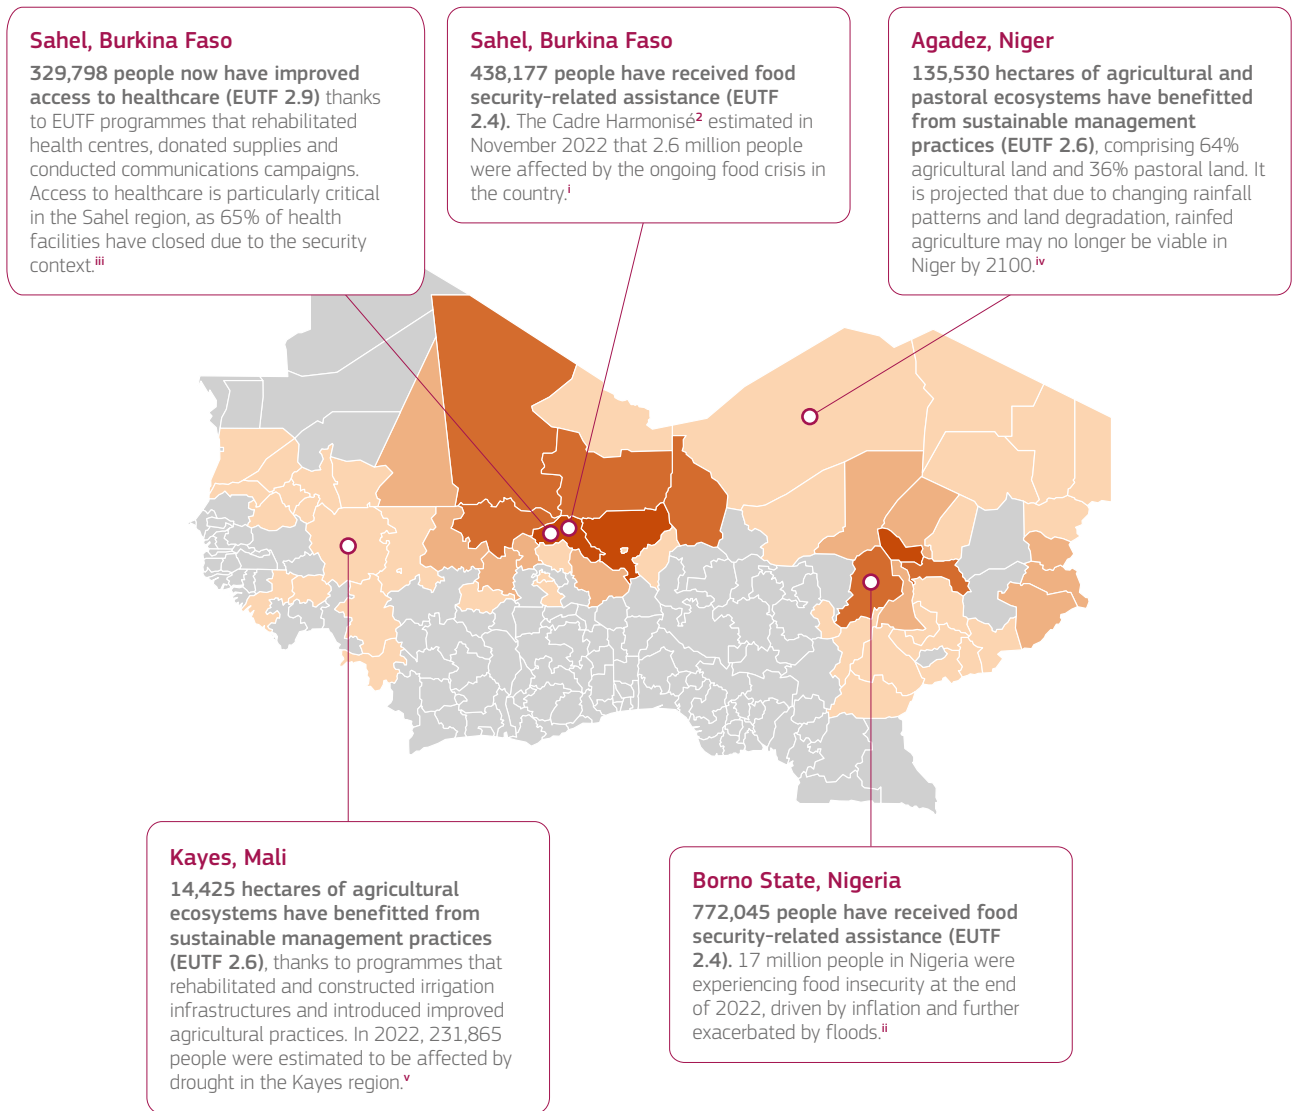 Sahel, Burkina Faso
329,798 people now have improved
access to healthcare (EUTF 2.9) thanks
to EUTF programmes that rehabilitated
health centres, donated supplies and
conducted communications campaigns.
Access to healthcare is particularly critical
in the Sahel region, as 65% of health
facilities have closed due to the security
context.iii
Sahel, Burkina Faso
438,177 people have received food
security-related assistance (EUTF
2.4). The Cadre Harmonisé2 estimated in
November 2022 that 2.6 million people
were affected by the ongoing food crisis in
the country.i
Agadez, Niger
135,530 hectares of agricultural and
pastoral ecosystems have benefitted
from sustainable management
practices (EUTF 2.6), comprising 64%
agricultural land and 36% pastoral land. It
is projected that due to changing rainfall
patterns and land degradation, rainfed
agriculture may no longer be viable in
Niger by 2100.iv
Kayes, Mali
14,425 hectares of agricultural
ecosystems have benefitted from
sustainable management practices
(EUTF 2.6), thanks to programmes that
rehabilitated and constructed irrigation
infrastructures and introduced improved
agricultural practices. In 2022, 231,865
people were estimated to be affected by
drought in the Kayes region.v
Borno State, Nigeria
772,045 people have received food
security-related assistance (EUTF
2.4). 17 million people in Nigeria were
experiencing food insecurity at the end
of 2022, driven by inflation and further
exacerbated by floods.ii